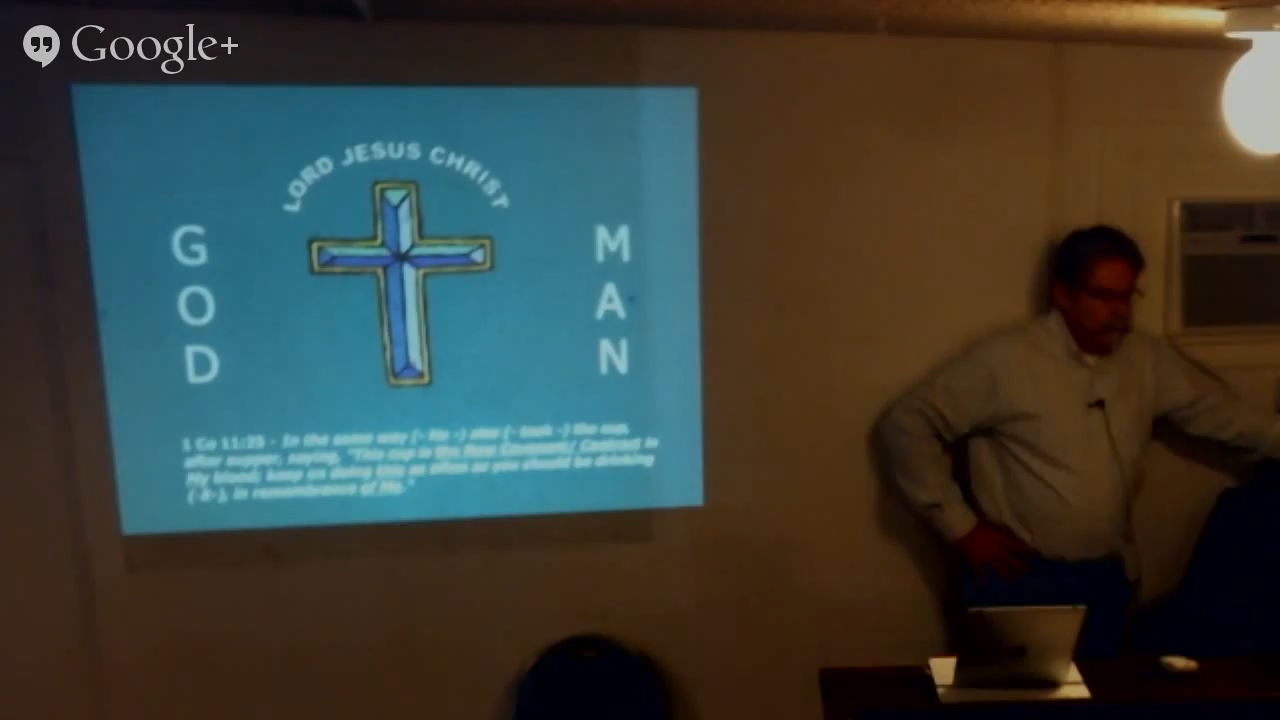 Google+
LORD JESUS CHRIST
GOD
MAN
1 Co 11:25 - In the same way (- He -) also (- took -) the cup,
after supper, saying, "This cup is the New Covenant/ Contract in
My blood; keep on doing this as often as you should be drinking
in remembrance of Me."